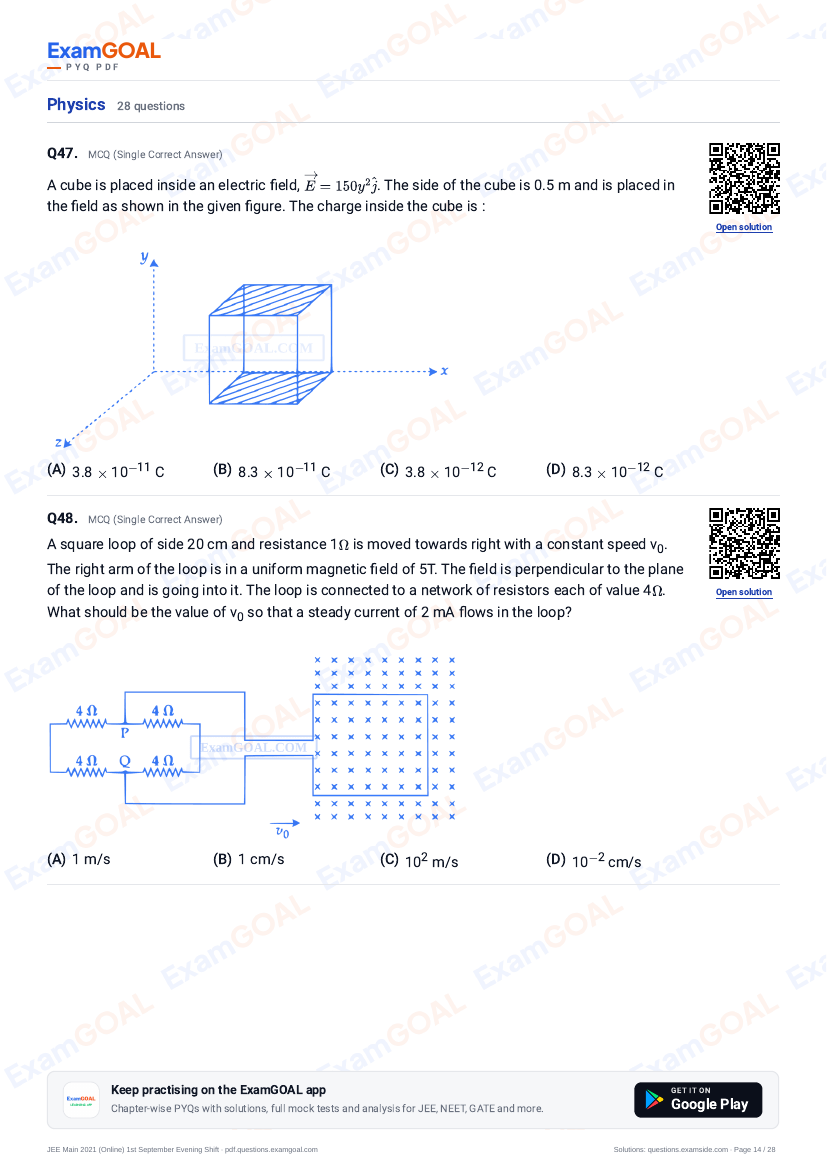 ExamGOAL
PYQ PDF
Physics 28 questions
Q47. MCQ (Single Correct Answer)
A cube is placed inside an electric field, $\overrightarrow{E} = 150y^2\hat{j}$. The side of the cube is 0.5 m and is placed in
the field as shown in the given figure. The charge inside the cube is :
Open solution
y
ExamGOAL.COM
x
z
(A) 3.8 × 10⁻¹¹ C (B) 8.3 × 10⁻¹¹ C (C) 3.8 × 10⁻¹² C (D) 8.3 × 10⁻¹² C
Q48. MCQ (Single Correct Answer)
A square loop of side 20 cm and resistance 1Ω is moved towards right with a constant speed v₀.
The right arm of the loop is in a uniform magnetic field of 5T. The field is perpendicular to the plane
of the loop and is going into it. The loop is connected to a network of resistors each of value 4Ω.
What should be the value of v₀ so that a steady current of 2 mA flows in the loop?
Open solution
4 Ω 4 Ω
P
ExamGOAL.COM
4 Ω Q 4 Ω
v₀
(A) 1 m/s (B) 1 cm/s (C) 10² m/s (D) 10⁻² cm/s
Keep practising on the ExamGOAL app
Chapter-wise PYQs with solutions, full mock tests and analysis for JEE, NEET, GATE and more.
GET IT ON
Google Play
JEE Main 2021 (Online) 1st September Evening Shift · pdf.questions.examgoal.com
Solutions: questions.examside.com · Page 14 / 28